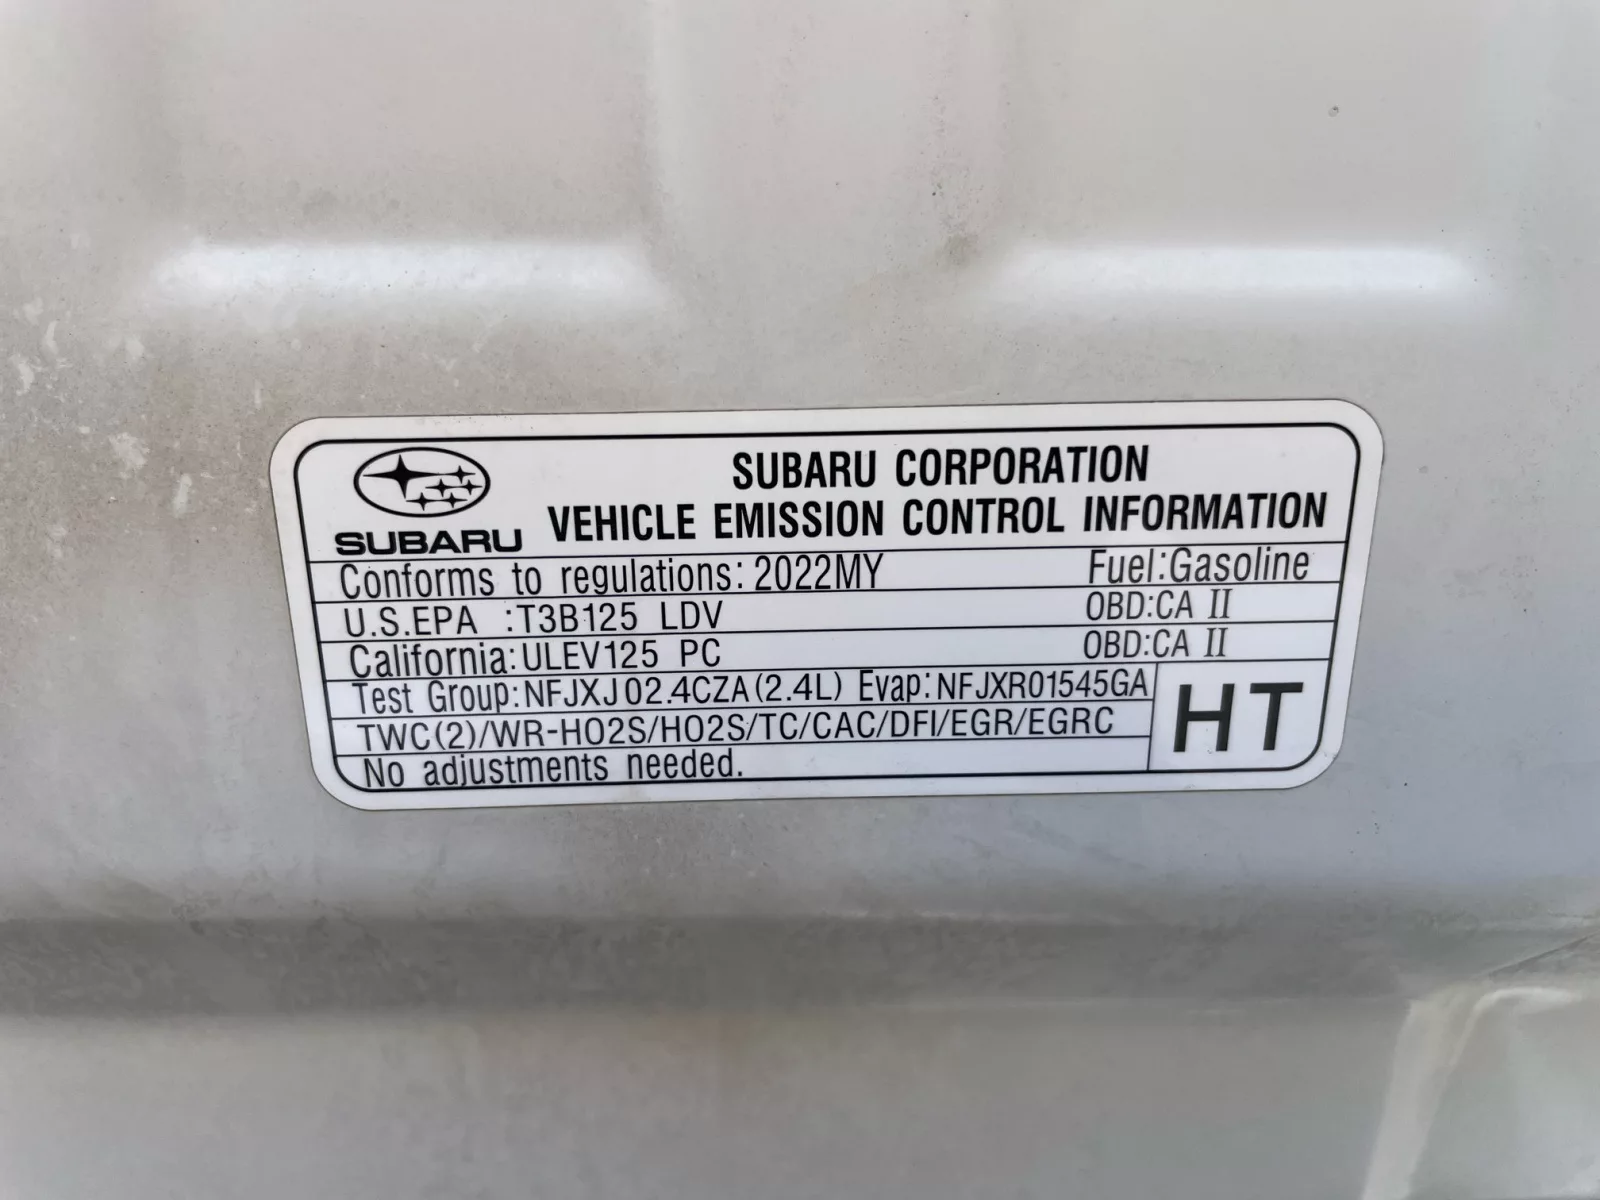 SUBARU CORPORATION
SUBARU VEHICLE EMISSION CONTROL INFORMATION
Conforms to regulations: 2022MY Fuel:Gasoline
U.S.EPA :T3B125 LDV OBD:CA II
California:ULEV125 PC OBD:CA II
Test Group:NFJXJ02.4CZA(2.4L) Evap:NFJXR01545GA
TWC(2)/WR-HO2S/HO2S/TC/CAC/DFI/EGR/EGRC
No adjustments needed.
HT